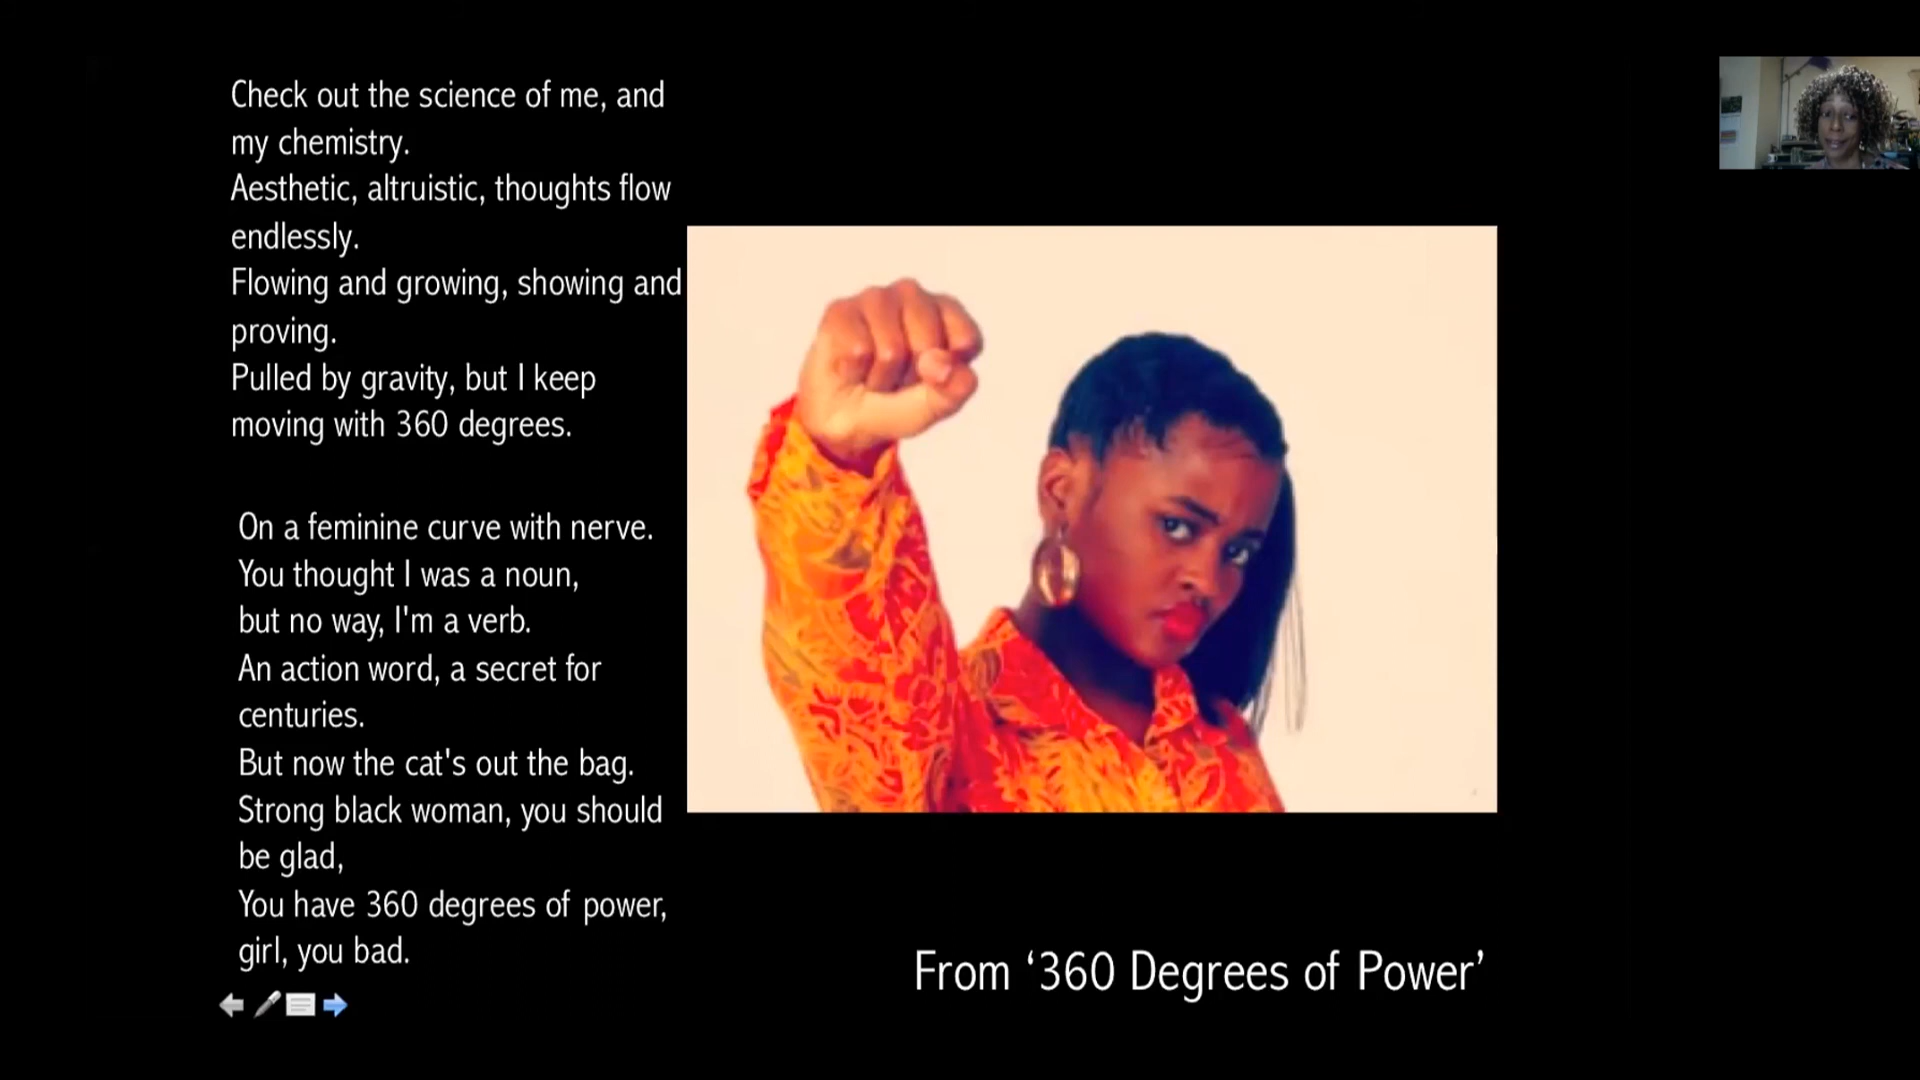 Check out the science of me, and
my chemistry.
Aesthetic, altruistic, thoughts flow
endlessly.
Flowing and growing, showing and
proving.
Pulled by gravity, but I keep
moving with 360 degrees.
On a feminine curve with nerve.
You thought I was a noun,
but no way, I'm a verb.
An action word, a secret for
centuries.
But now the cat's out the bag.
Strong black woman, you should
be glad,
You have 360 degrees of power,
girl, you bad.
From ‘360 Degrees of Power’